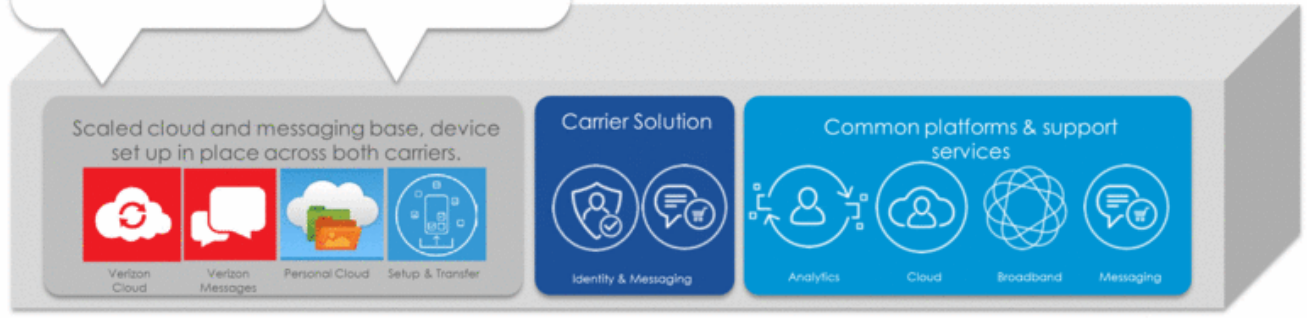 Scaled cloud and messaging base, device
set up in place across both carriers.
Verizon
Cloud
Verizon
Messages
Personal Cloud
Setup & Transfer
Carrier Solution
Identity & Messaging
Common platforms & support
services
Analytics
Cloud
Broadband
Messaging